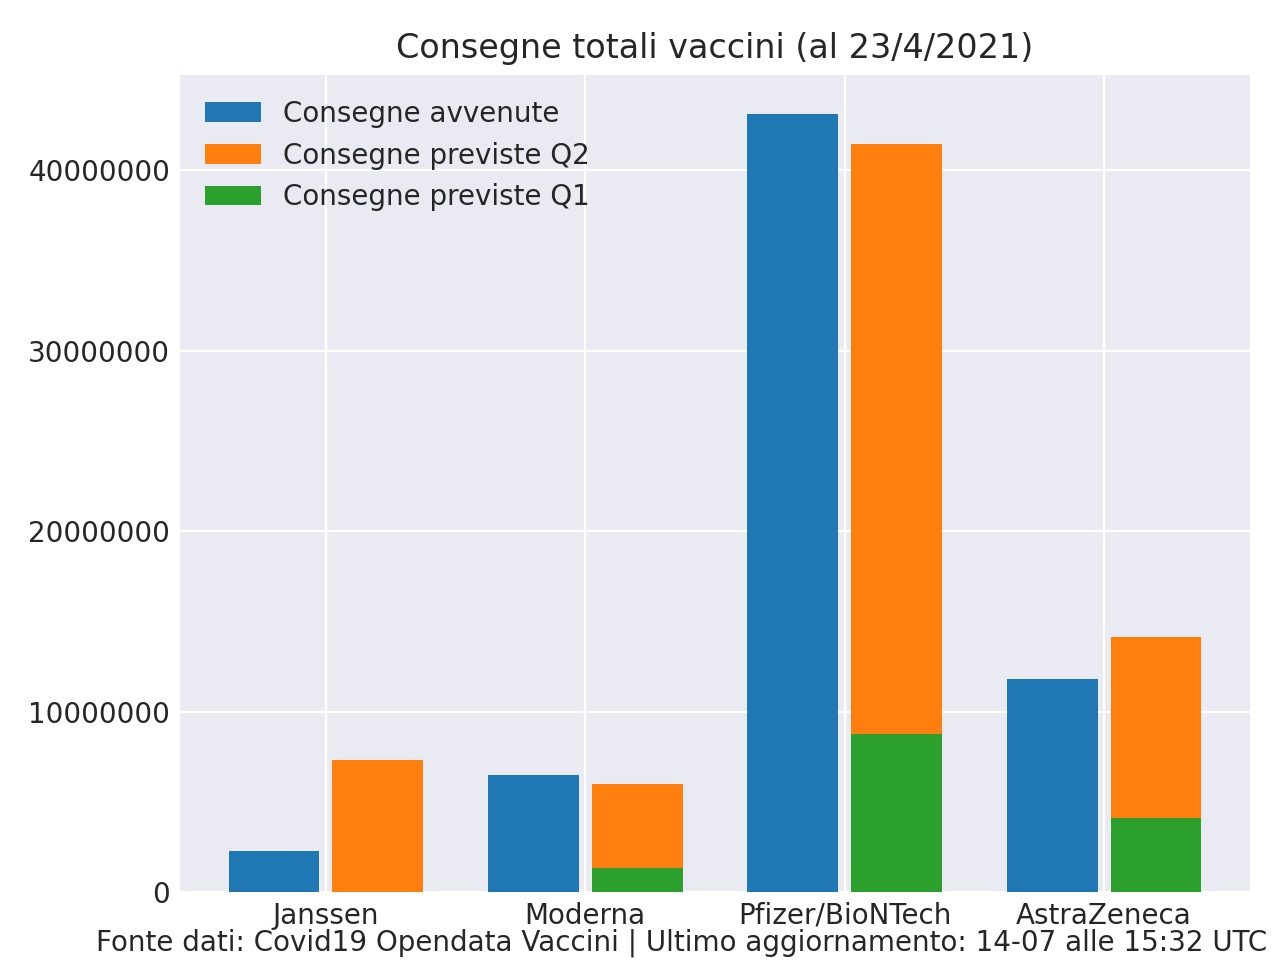 Consegne totali vaccini (al 23/4/2021)
Consegne avvenute
Consegne previste Q2
Consegne previste Q1
40000000
30000000
20000000
10000000
0
Janssen Moderna Pfizer/BioNTech AstraZeneca
Fonte dati: Covid19 Opendata Vaccini | Ultimo aggiornamento: 14-07 alle 15:32 UTC